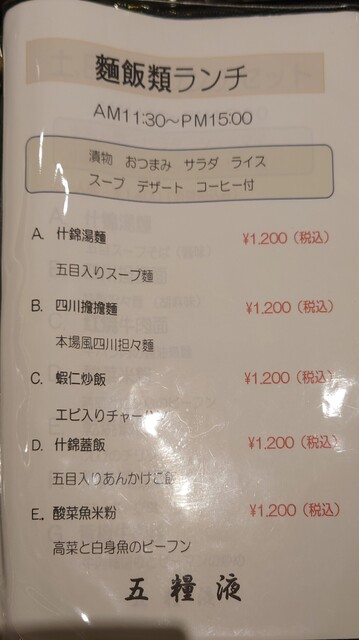 麵飯類ランチ
AM11:30～PM15:00
漬物 おつまみ サラダ ライス
スープ デザート コーヒー付
A. 什錦湯麵 ¥1,200（税込）
五目入りスープ麵
B. 四川擔擔麵 ¥1,200（税込）
本場風四川担々麵
C. 蝦仁炒飯 ¥1,200（税込）
エビ入りチャーハン
D. 什錦蓋飯 ¥1,200（税込）
五目入りあんかけご飯
E. 酸菜魚米粉 ¥1,200（税込）
高菜と白身魚のビーフン
五糧液